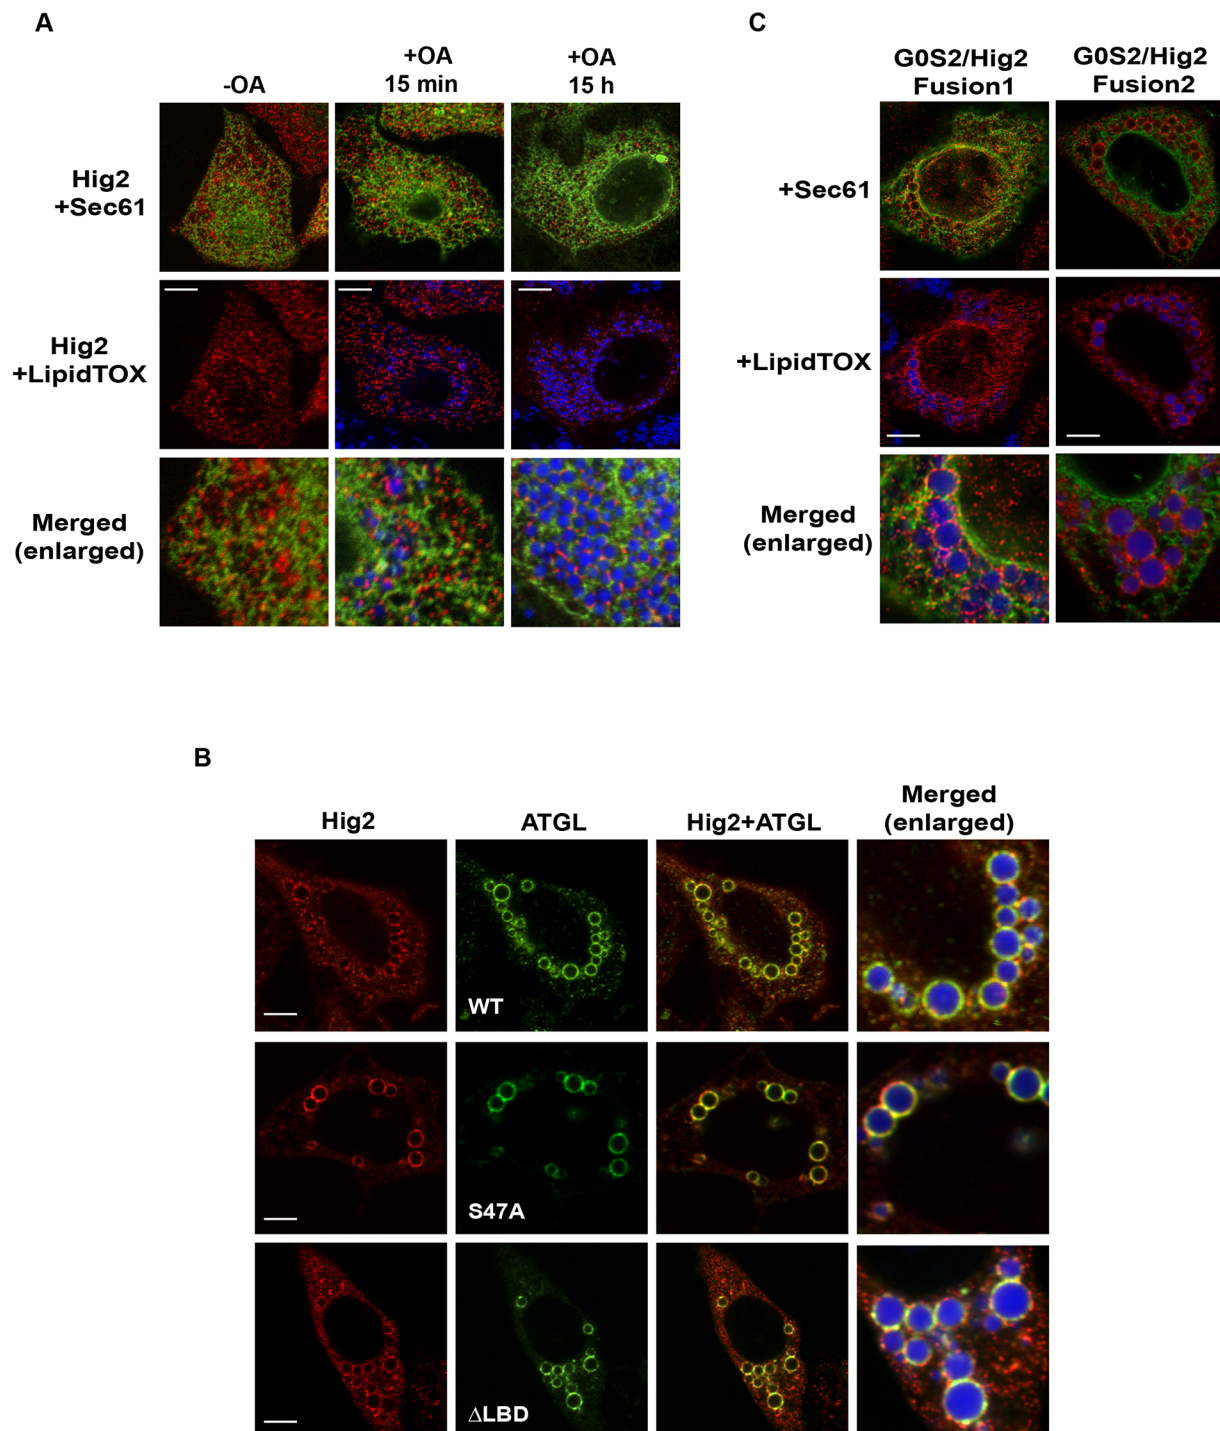 A
-OA
+OA
15 min
+OA
15 h
Hig2
+Sec61
Hig2
+LipidTOX
Merged
(enlarged)
C
G0S2/Hig2
Fusion1
G0S2/Hig2
Fusion2
+Sec61
+LipidTOX
Merged
(enlarged)
B
Hig2
ATGL
Hig2+ATGL
Merged
(enlarged)
WT
S47A
ΔLBD